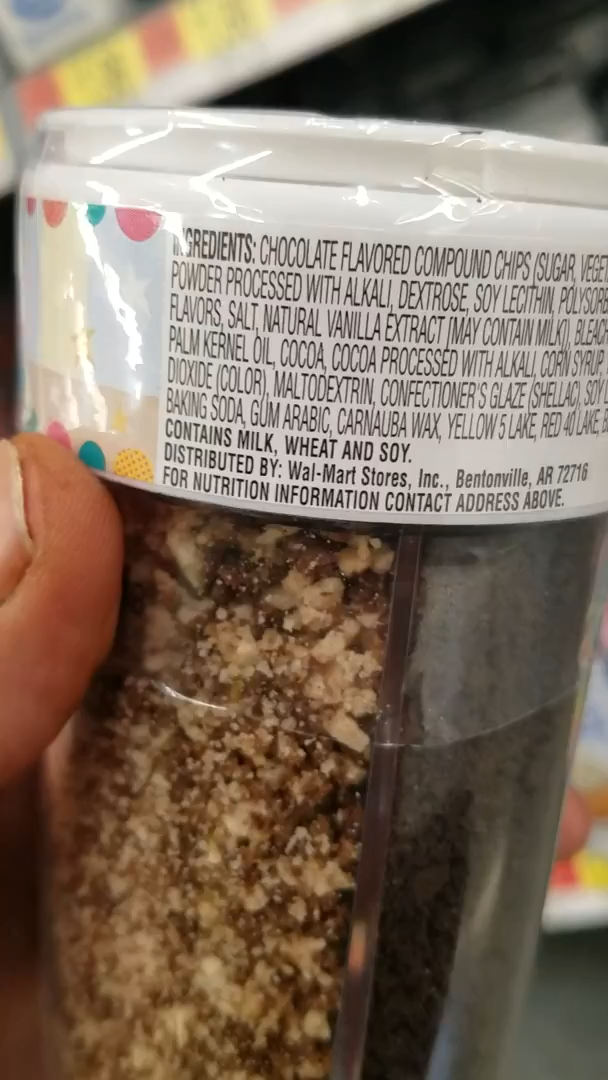 INGREDIENTS: CHOCOLATE FLAVORED COMPOUND CHIPS (SUGAR,
POWDER PROCESSED WITH ALKALI, DEXTROSE, SOY LECITHIN,
FLAVORS, SALT, NATURAL VANILLA EXTRACT [MAY CONTAIN MILK]),
PALM KERNEL OIL, COCOA, COCOA PROCESSED WITH ALKALI, CORN SYRUP,
DIOXIDE (COLOR), MALTODEXTRIN, CONFECTIONER'S GLAZE (SHELLAC), SOY
BAKING SODA, GUM ARABIC, CARNAUBA WAX, YELLOW 5 LAKE, RED 40 LAKE,
CONTAINS MILK, WHEAT AND SOY.
DISTRIBUTED BY: Wal-Mart Stores, Inc., Bentonville, AR 72716
FOR NUTRITION INFORMATION CONTACT ADDRESS ABOVE.